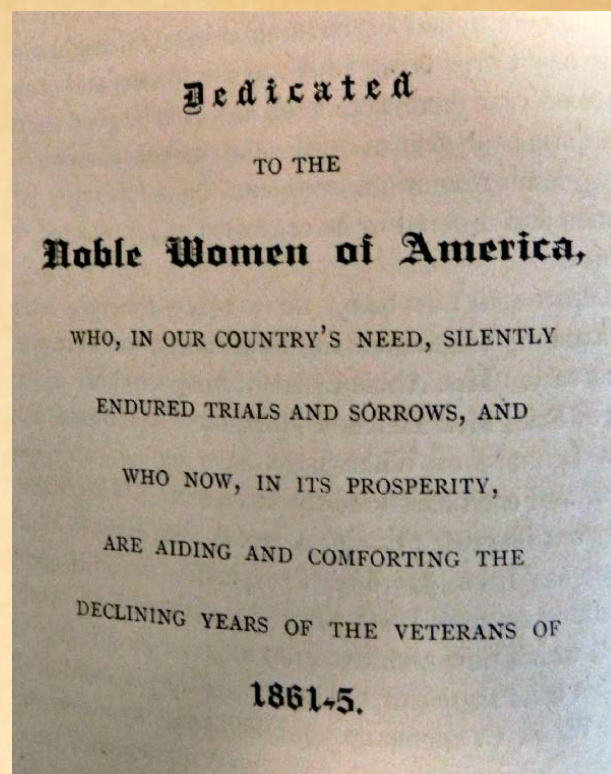 Dedicated
TO THE
Noble Women of America,
WHO, IN OUR COUNTRY'S NEED, SILENTLY
ENDURED TRIALS AND SORROWS, AND
WHO NOW, IN ITS PROSPERITY,
ARE AIDING AND COMFORTING THE
DECLINING YEARS OF THE VETERANS OF
1861-5.